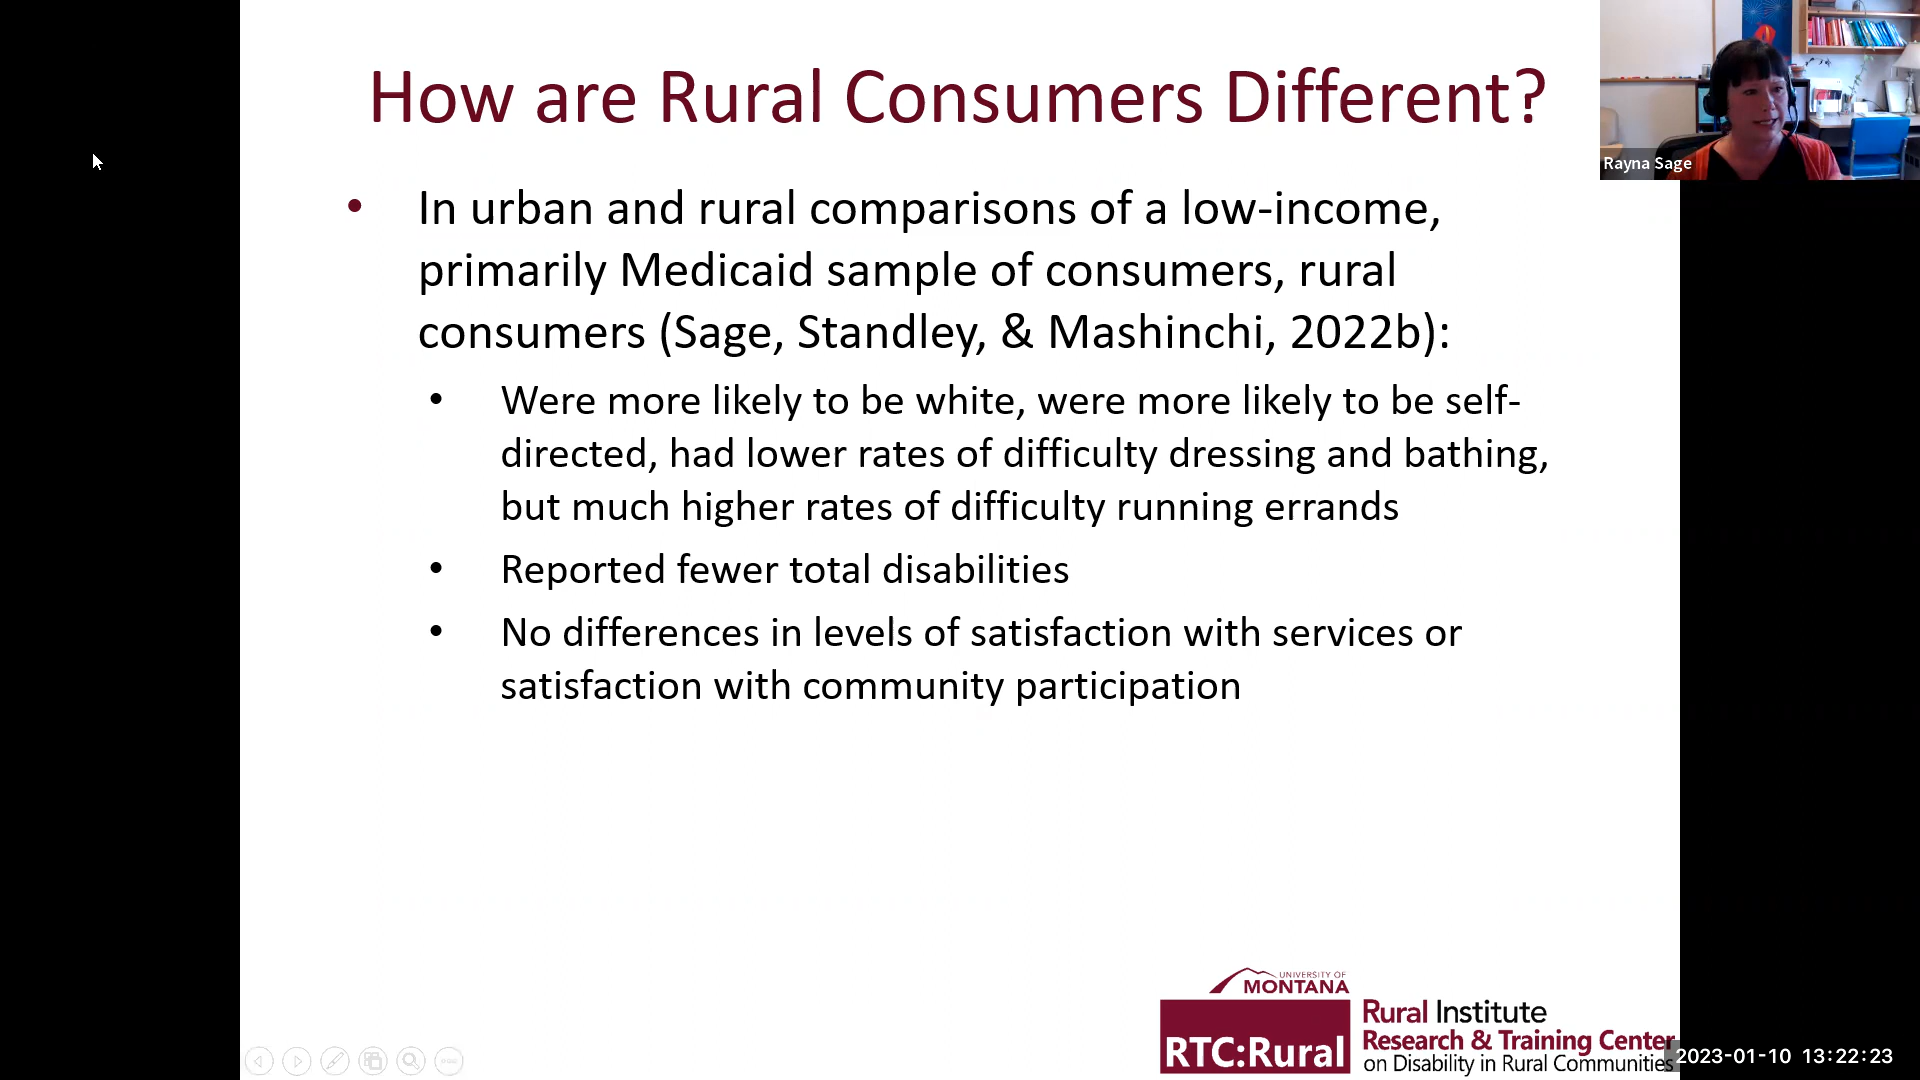 How are Rural Consumers Different?
Rayna Sage
• In urban and rural comparisons of a low-income,
primarily Medicaid sample of consumers, rural
consumers (Sage, Standley, & Mashinchi, 2022b):
• Were more likely to be white, were more likely to be self-
directed, had lower rates of difficulty dressing and bathing,
but much higher rates of difficulty running errands
• Reported fewer total disabilities
• No differences in levels of satisfaction with services or
satisfaction with community participation
UNIVERSITY OF
MONTANA
RTC:Rural
Rural Institute
Research & Training Center
on Disability in Rural Communities
2023-01-10 13:22:23